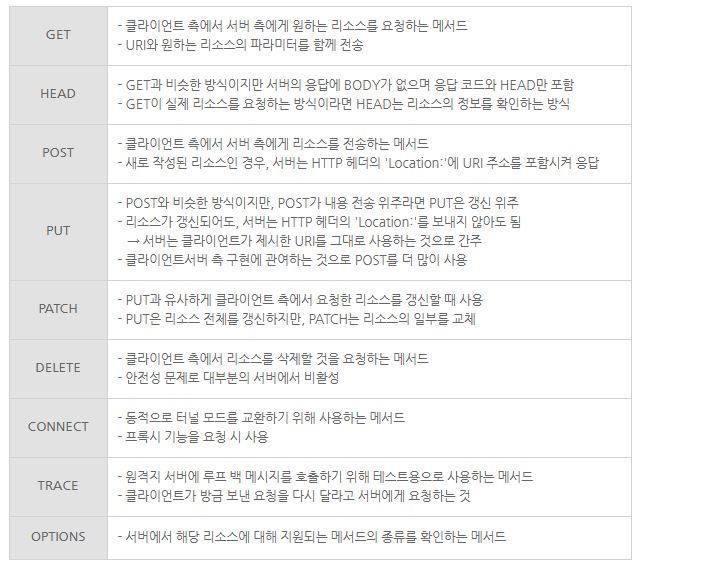 GET
- 클라이언트 측에서 서버 측에게 원하는 리소스를 요청하는 메서드
- URI와 원하는 리소스의 파라미터를 함께 전송
HEAD
- GET과 비슷한 방식이지만 서버의 응답에 BODY가 없으며 응답 코드와 HEAD만 포함
- GET이 실제 리소스를 요청하는 방식이라면 HEAD는 리소스의 정보를 확인하는 방식
POST
- 클라이언트 측에서 서버 측에게 리소스를 전송하는 메서드
- 새로 작성된 리소스인 경우, 서버는 HTTP 헤더의 'Location:'에 URI 주소를 포함시켜 응답
PUT
- POST와 비슷한 방식이지만, POST가 내용 전송 위주라면 PUT은 갱신 위주
- 리소스가 갱신되어도, 서버는 HTTP 헤더의 'Location:'를 보내지 않아도 됨
→ 서버는 클라이언트가 제시한 URI를 그대로 사용하는 것으로 간주
- 클라이언트서버 측 구현에 관여하는 것으로 POST를 더 많이 사용
PATCH
- PUT과 유사하게 클라이언트 측에서 요청한 리소스를 갱신할 때 사용
- PUT은 리소스 전체를 갱신하지만, PATCH는 리소스의 일부를 교체
DELETE
- 클라이언트 측에서 리소스를 삭제할 것을 요청하는 메서드
- 안전성 문제로 대부분의 서버에서 비활성
CONNECT
- 동적으로 터널 모드를 교환하기 위해 사용하는 메서드
- 프록시 기능을 요청 시 사용
TRACE
- 원격지 서버에 루프 백 메시지를 호출하기 위해 테스트용으로 사용하는 메서드
- 클라이언트가 방금 보낸 요청을 다시 달라고 서버에게 요청하는 것
OPTIONS
- 서버에서 해당 리소스에 대해 지원되는 메서드의 종류를 확인하는 메서드